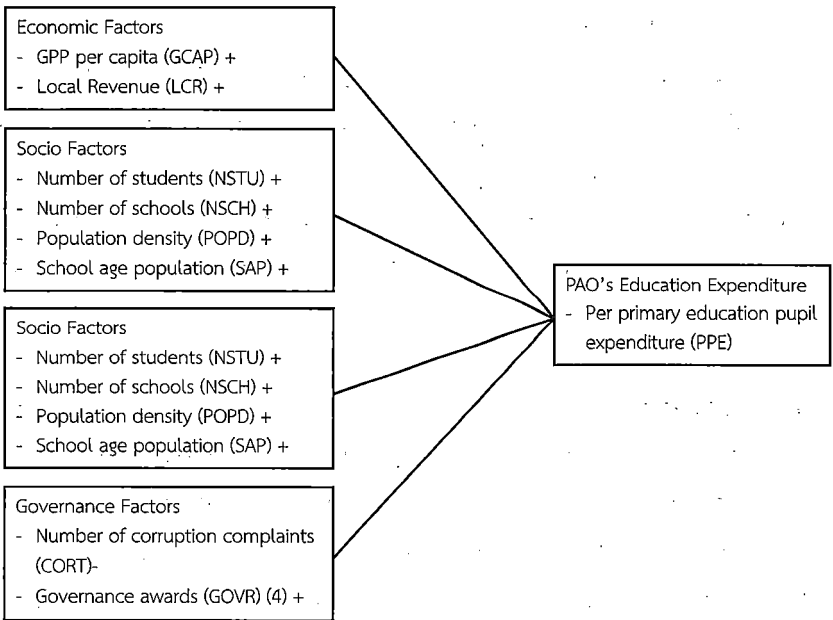 Economic Factors
- GPP per capita (GCAP) +
- Local Revenue (LCR) +
Socio Factors
- Number of students (NSTU) +
- Number of schools (NSCH) +
- Population density (POPD) +
- School age population (SAP) +
Socio Factors
- Number of students (NSTU) +
- Number of schools (NSCH) +
- Population density (POPD) +
- School age population (SAP) +
Governance Factors
- Number of corruption complaints
(CORT)-
- Governance awards (GOVR) (4) +
PAO's Education Expenditure
- Per primary education pupil
expenditure (PPE)